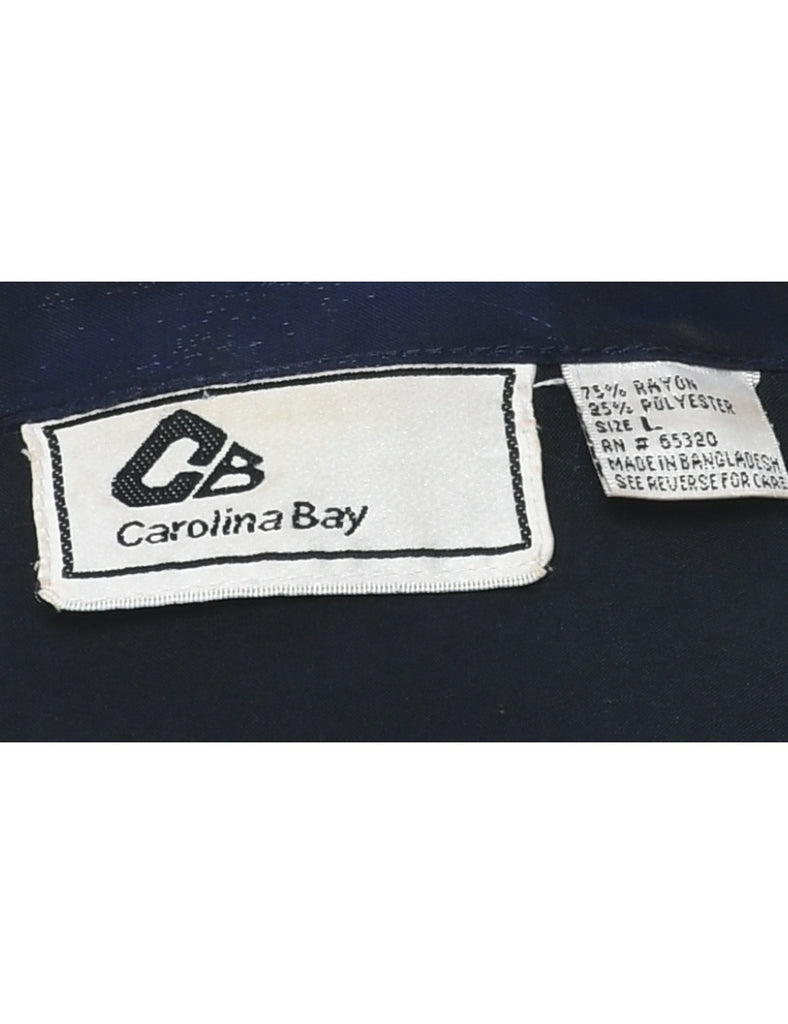 CB
Carolina Bay
75% RAYON
25% POLYESTER
SIZE L
RN # 65320
MADE IN BANGLADESH
SEE REVERSE FOR CARE